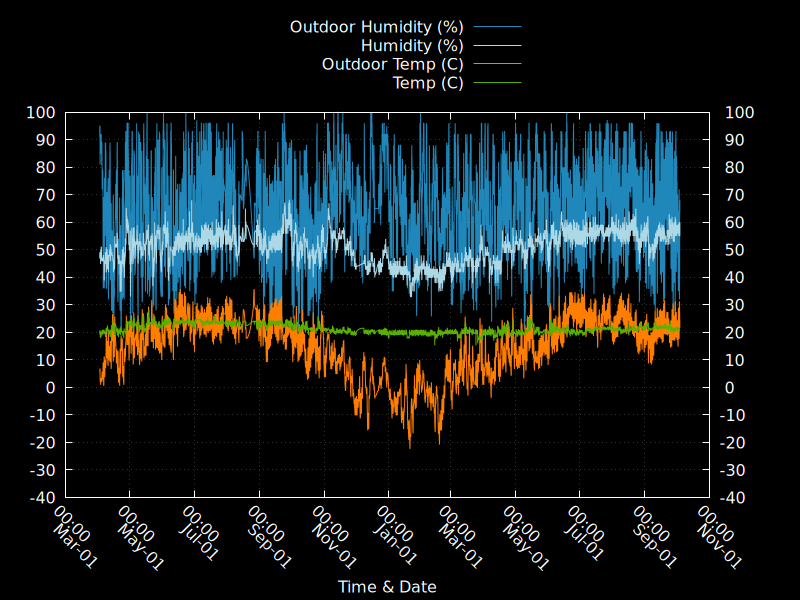 Outdoor Humidity (%)
Humidity (%)
Outdoor Temp (C)
Temp (C)
100 100
90 90
80 80
70 70
60 60
50 50
40 40
30 30
20 20
10 10
0 0
-10 -10
-20 -20
-30 -30
-40 -40
00:00 00:00 00:00 00:00 00:00 00:00 00:00 00:00 00:00 00:00 00:00
Mar-01 May-01 Jul-01 Sep-01 Nov-01 Jan-01 Mar-01 May-01 Jul-01 Sep-01 Nov-01
Time & Date